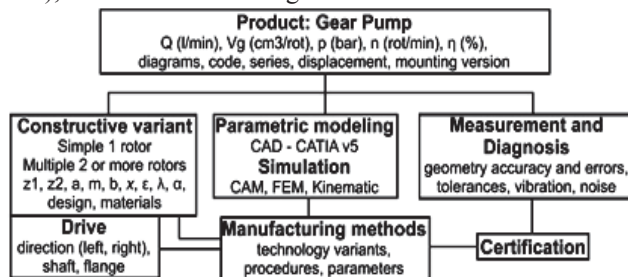 Product: Gear Pump
Q (l/min), Vg (cm3/rot), p (bar), n (rot/min), η (%),
diagrams, code, series, displacement, mounting version
Constructive variant
Simple 1 rotor
Multiple 2 or more rotors
z1, z2, a, m, b, x, ε, λ, α,
design, materials
Drive
direction (left, right),
shaft, flange
Parametric modeling
CAD - CATIA v5
Simulation
CAM, FEM, Kinematic
Manufacturing methods
technology variants,
procedures, parameters
Measurement and
Diagnosis
geometry accuracy and errors,
tolerances, vibration, noise
Certification